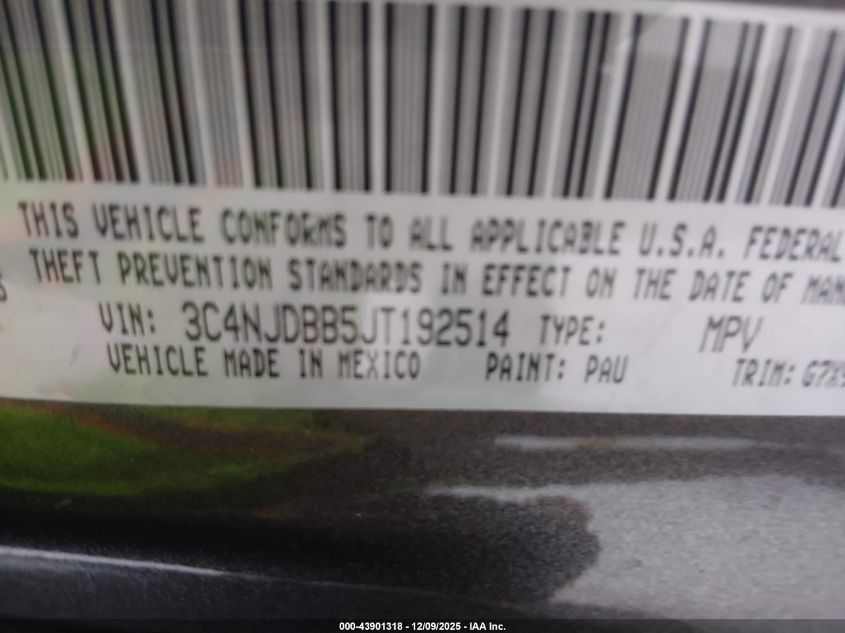 THIS VEHICLE CONFORMS TO ALL APPLICABLE U.S.A. FEDERAL
THEFT PREVENTION STANDARDS IN EFFECT ON THE DATE OF
VIN: 3C4NJDBB5JT192514 TYPE: MPV
VEHICLE MADE IN MEXICO PAINT: PAU TRIM:
000-43901318 - 12/09/2025 - IAA Inc.